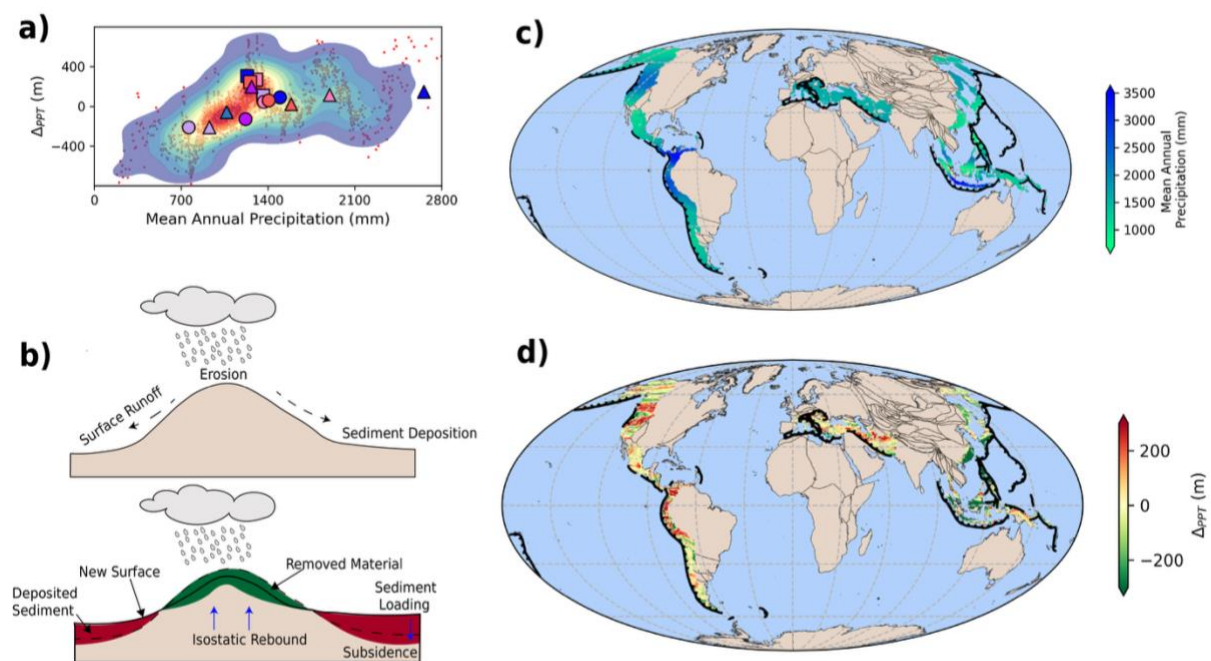 a)
400
0
−400
ΔPPT (m)
0 700 1400 2100 2800
Mean Annual Precipitation (mm)
b)
Erosion
Surface Runoff
Sediment Deposition
New Surface
Removed Material
Deposited
Sediment
Sediment
Loading
Isostatic Rebound
Subsidence
c)
3500
3000
2500
2000
1500
1000
Mean Annual
Precipitation (mm)
d)
200
0
−200
ΔPPT (m)